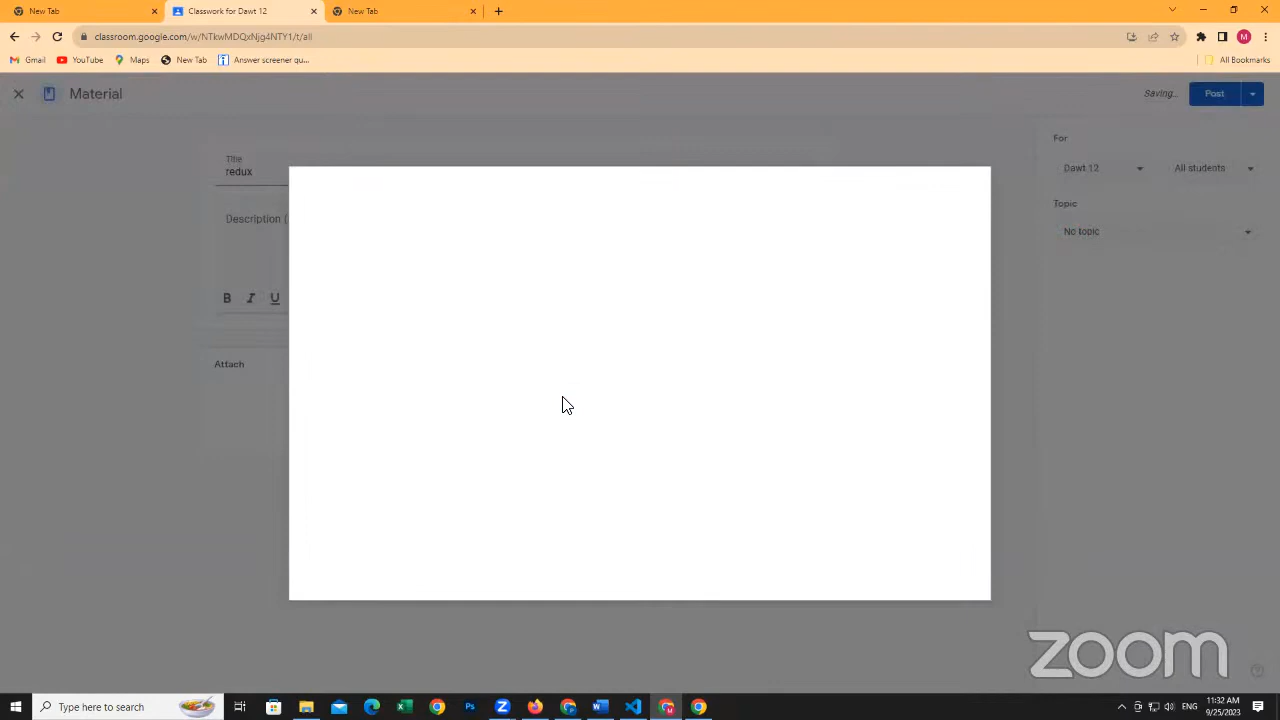 New Tab
Classwork for Dawt 12
New Tab
classroom.google.com/w/NTkwMDQxNjg4NTY1/t/all
M
Gmail
YouTube
Maps
New Tab
Answer screener qu...
All Bookmarks
Material
Saving...
Post
Title
redux
For
Dawt 12
All students
Topic
No topic
Description (
B I U
Attach
zoom
Type here to search
ENG
11:32 AM
9/25/2023